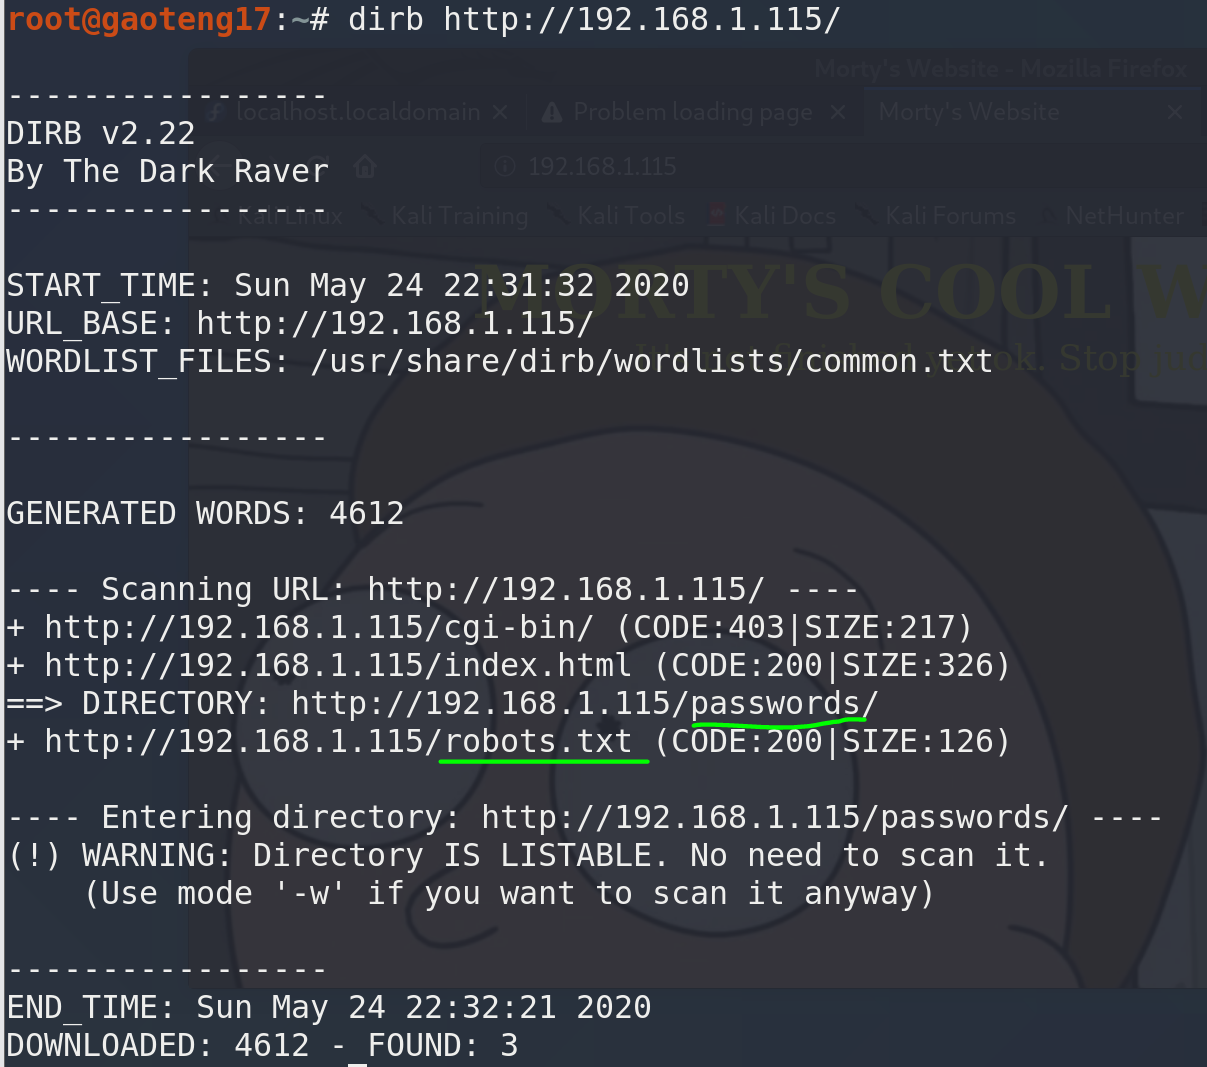 root@gaoteng17:~# dirb http://192.168.1.115/
Morty's Website - Mozilla Firefox
-----------------
localhost.localdomain
Problem loading page
Morty's Website
DIRB v2.22
By The Dark Raver
192.168.1.115
-----------------
Kali Linux
Kali Training
Kali Tools
Kali Docs
Kali Forums
NetHunter
MORTY'S COOL W
START_TIME: Sun May 24 22:31:32 2020
URL_BASE: http://192.168.1.115/
WORDLIST_FILES: /usr/share/dirb/wordlists/common.txt
-----------------
GENERATED WORDS: 4612
---- Scanning URL: http://192.168.1.115/ ----
+ http://192.168.1.115/cgi-bin/ (CODE:403|SIZE:217)
+ http://192.168.1.115/index.html (CODE:200|SIZE:326)
==> DIRECTORY: http://192.168.1.115/passwords/
+ http://192.168.1.115/robots.txt (CODE:200|SIZE:126)
---- Entering directory: http://192.168.1.115/passwords/ ----
(!) WARNING: Directory IS LISTABLE. No need to scan it.
    (Use mode '-w' if you want to scan it anyway)
-----------------
END_TIME: Sun May 24 22:32:21 2020
DOWNLOADED: 4612 - FOUND: 3